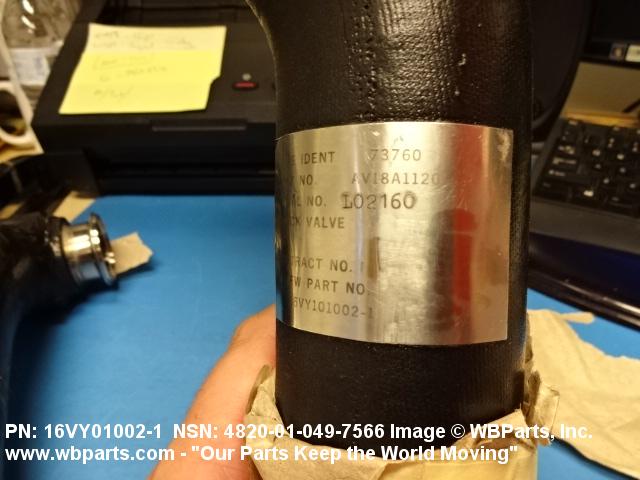 E IDENT 73760
NO. AV18A1120
L NO. L02160
CK VALVE
RACT NO.
PART NO
6VY101002-1
PN: 16VY01002-1 NSN: 4820-01-049-7566 Image © WBParts, Inc.
www.wbparts.com - "Our Parts Keep the World Moving"